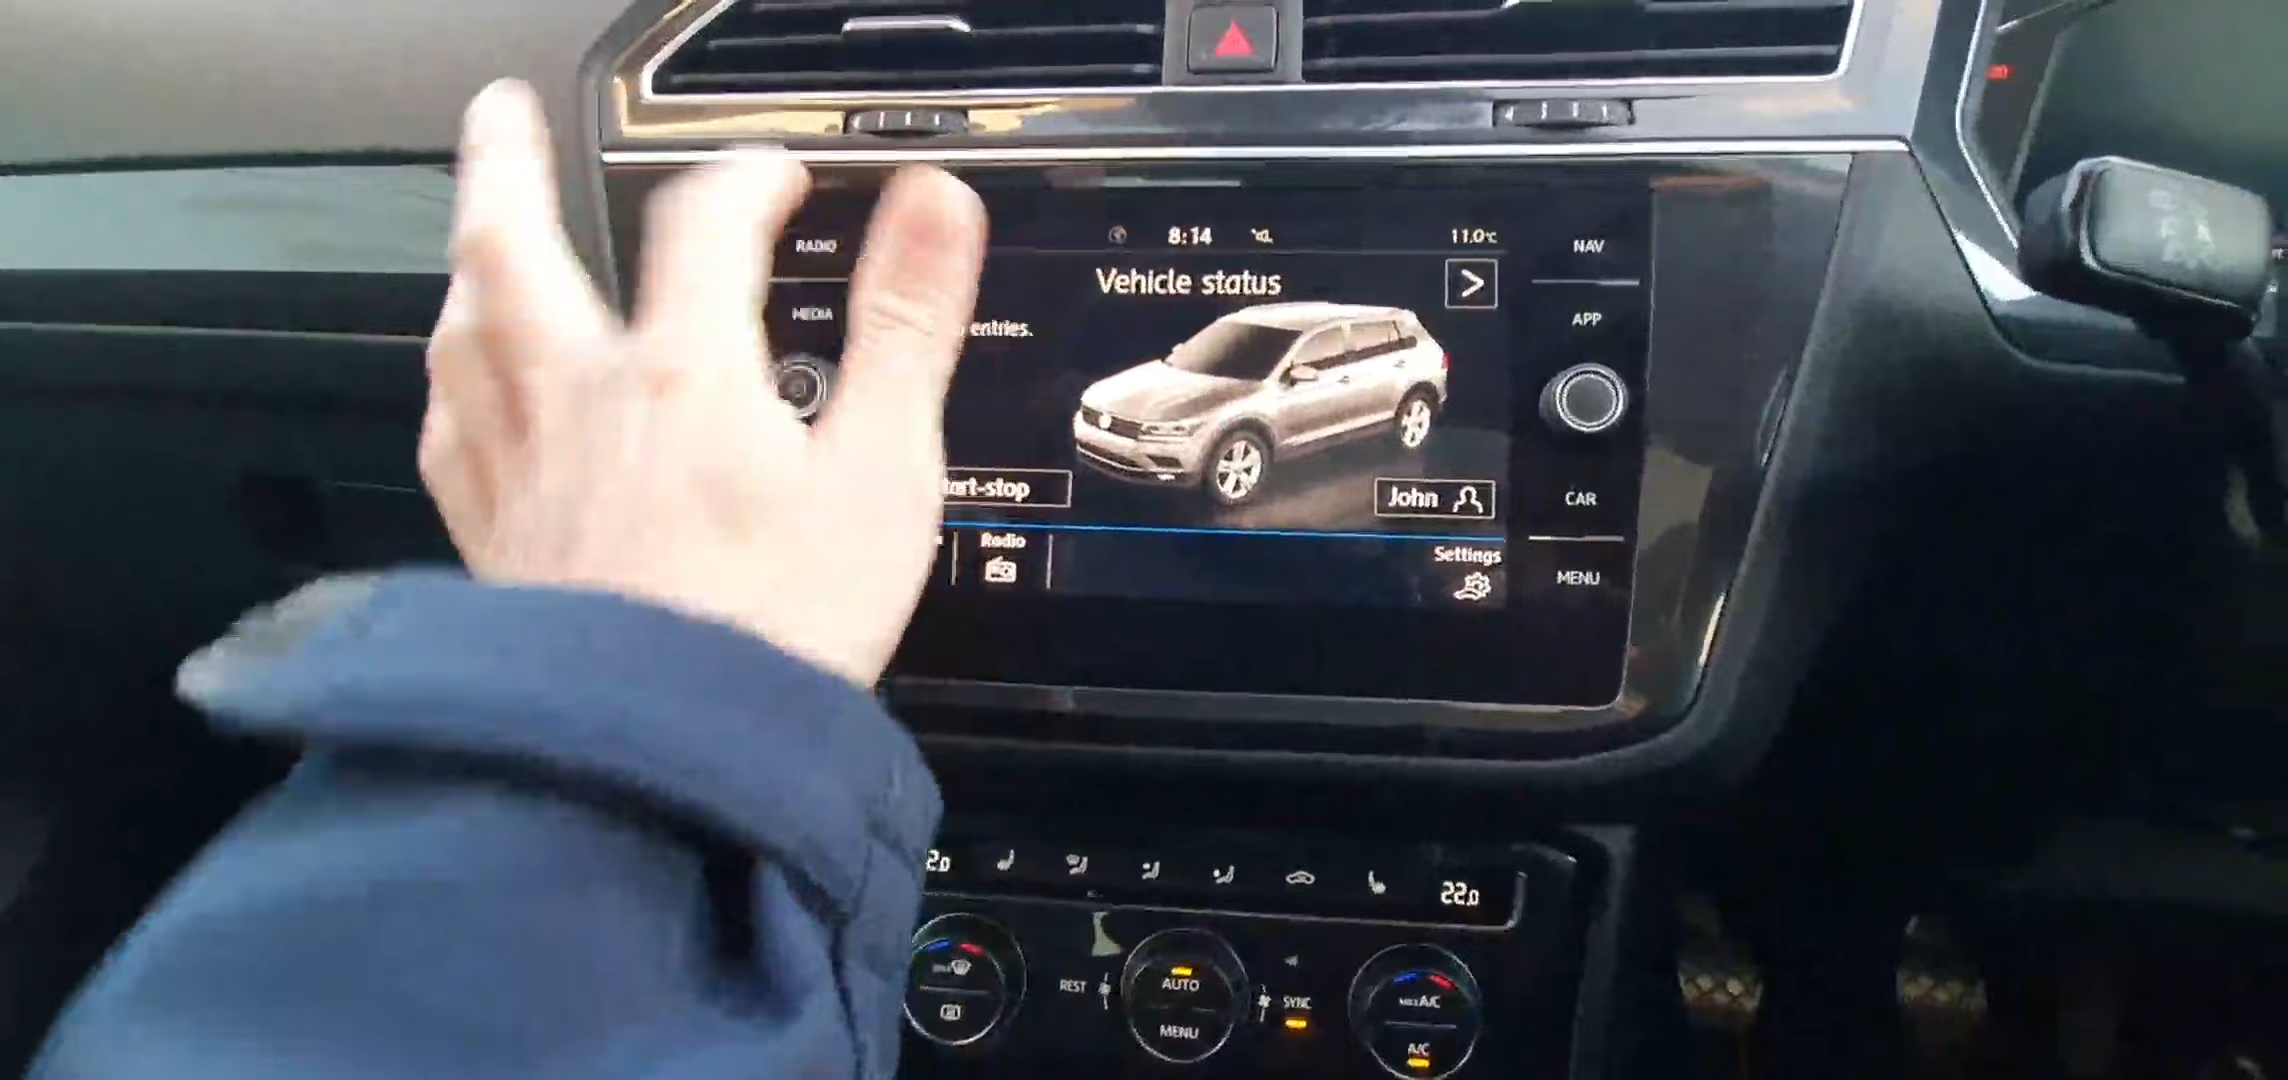 8:14
11.0°C
RADIO
NAV
Vehicle status
MEDIA
entries.
APP
stop
John
CAR
Radio
Settings
MENU
22.0
REST
AUTO
SYNC
A/C
MENU
A/C